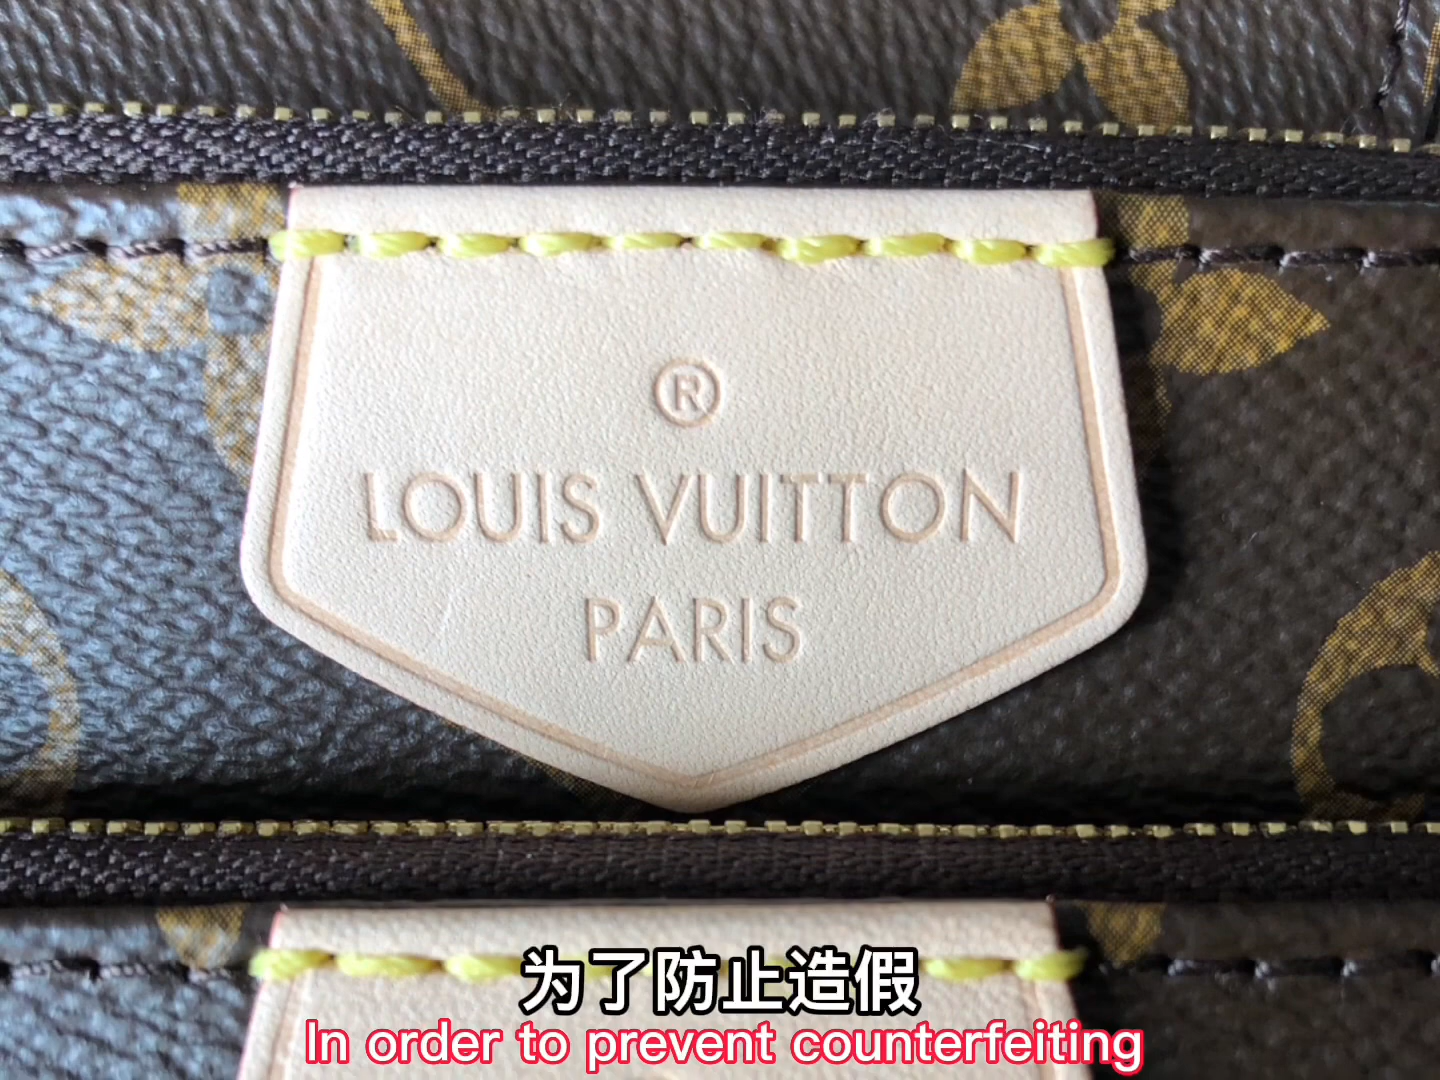 ®
LOUIS VUITTON
PARIS
为了防止造假
In order to prevent counterfeiting